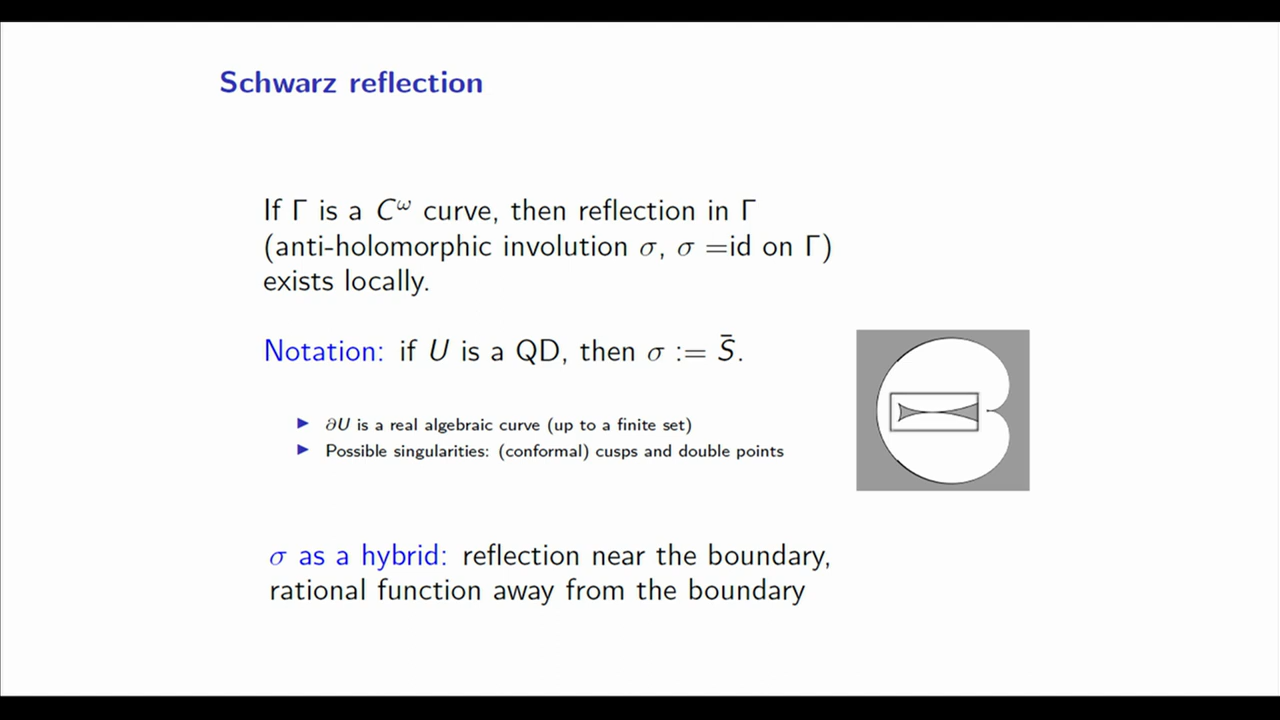 Schwarz reflection
If Γ is a C^ω curve, then reflection in Γ
(anti-holomorphic involution σ, σ =id on Γ)
exists locally.
Notation: if U is a QD, then σ := S̄.
▶ ∂U is a real algebraic curve (up to a finite set)
▶ Possible singularities: (conformal) cusps and double points
σ as a hybrid: reflection near the boundary,
rational function away from the boundary